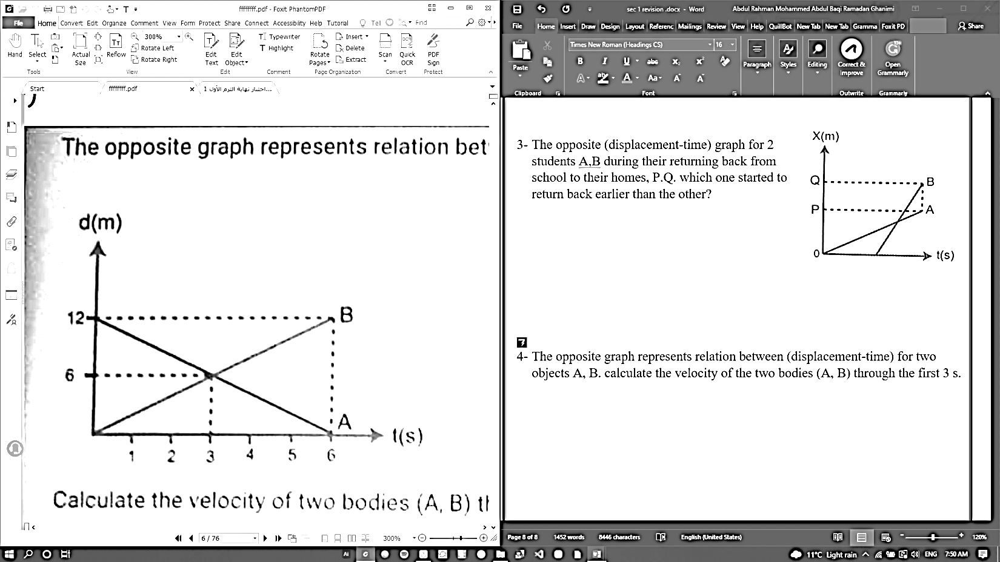 ffffffff.pdf - Foxit PhantomPDF
File Home Convert Edit Organize Comment View Form Protect Share Connect Accessibility Help Tutorial Tell Find
Hand
Select
Actual Size
Reflow
300%
Rotate Left
Rotate Right
Edit Text
Edit Object
Typewriter
Highlight
Rotate Pages
Insert
Delete
Extract
Scan
Quick OCR
PDF Sign
Tools View Edit Comment Page Organization Convert Protect
Start ffffffff.pdf اختبار نهاية الترم الأول 1...
The opposite graph represents relation bet
d(m)
12
B
6
A
t(s)
1 2 3 4 5 6
Calculate the velocity of two bodies (A, B) th
6 / 76 300%
sec 1 revision .docx - Word Abdul Rahman Mohammed Abdul Baqi Ramadan Ghanimi
File Home Insert Draw Design Layout Referenc Mailings Review View Help QuillBot New Tab New Tab Gramma Foxit PD Share
Paste
Times New Roman (Headings CS) 16
B I U abc x₂ x²
A aby A Aa A A
Paragraph
Styles
Editing
Correct & Improve
Open Grammarly
Clipboard Font Outwrite Grammarly
3- The opposite (displacement-time) graph for 2
students A,B during their returning back from
school to their homes, P.Q. which one started to
return back earlier than the other?
X(m)
Q
B
P
A
0
t(s)
4- The opposite graph represents relation between (displacement-time) for two
objects A, B. calculate the velocity of the two bodies (A, B) through the first 3 s.
Page 8 of 8 1452 words 8446 characters English (United States) 120%
Ai 11°C Light rain ENG 7:50 AM